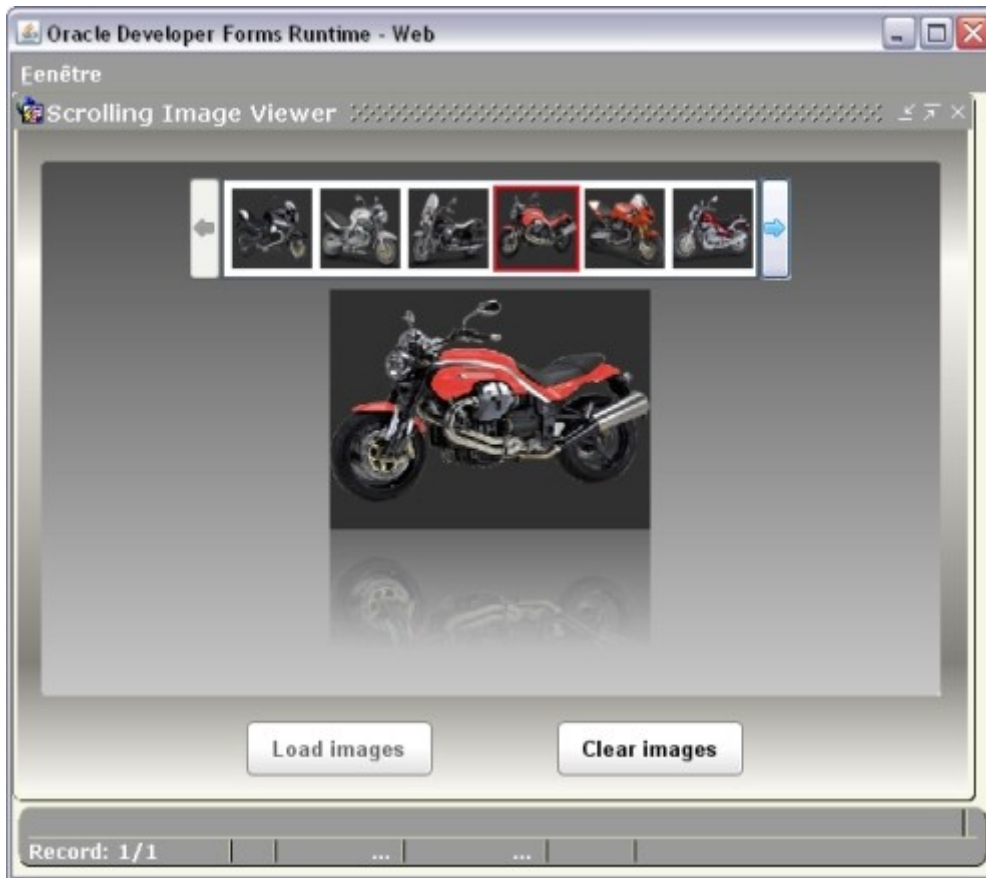 Oracle Developer Forms Runtime - Web
Fenêtre
Scrolling Image Viewer
Load images
Clear images
Record: 1/1
...
...